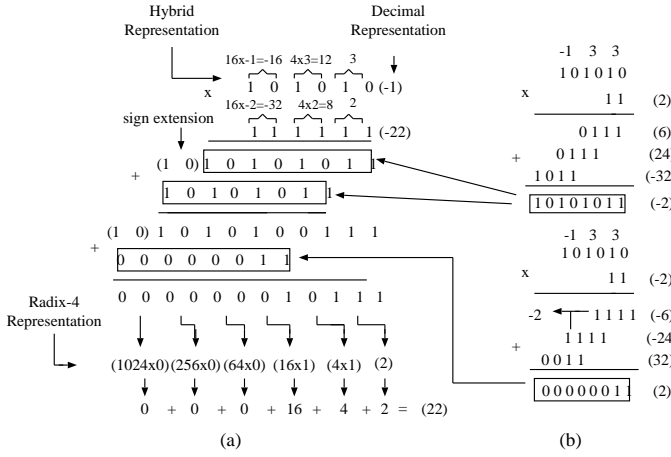 Hybrid
Representation
Decimal
Representation
16x-1=-16 4x3=12 3
1 0 1 0 1 0 (-1)
x
16x-2=-32 4x2=8 2
1 1 1 1 1 1 (-22)
sign extension
(1 0) 1 0 1 0 1 0 1 1
+
1 0 1 0 1 0 1 1
(1 0) 1 0 1 0 1 0 0 1 1 1
+
0 0 0 0 0 0 1 1
0 0 0 0 0 0 1 0 1 1 1
Radix-4
Representation
(1024x0) (256x0) (64x0) (16x1) (4x1) (2)
0 + 0 + 0 + 16 + 4 + 2 = (22)
(a)
-1 3 3
1 0 1 0 1 0
x
1 1 (2)
0 1 1 1 (6)
+
0 1 1 1 (24)
1 0 1 1 (-32
1 0 1 0 1 0 1 1 (-2)
-1 3 3
1 0 1 0 1 0
x
1 1 (-2)
-2 1 1 1 1 (-6)
+
1 1 1 1 (-24
0 0 1 1 (32)
0 0 0 0 0 0 1 1 (2)
(b)